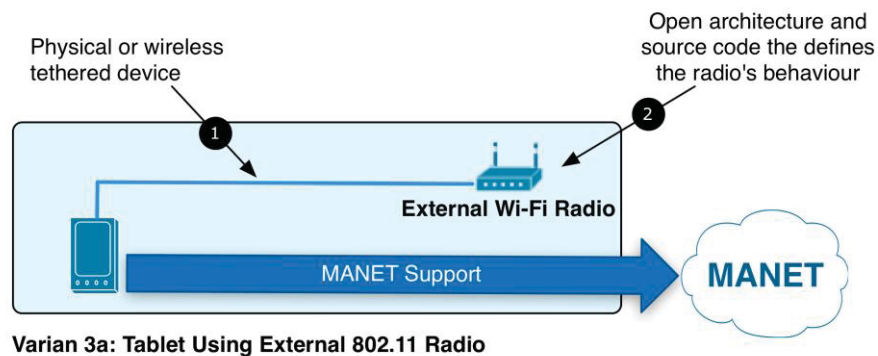 Physical or wireless
tethered device
Open architecture and
source code the defines
the radio's behaviour
1
2
External Wi-Fi Radio
MANET Support
MANET
Varian 3a: Tablet Using External 802.11 Radio